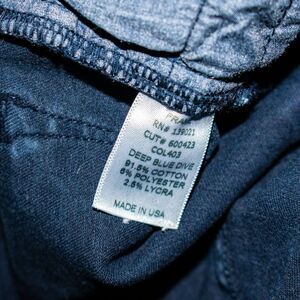 RN# 139021
CUT# 600423
COL403
DEEP BLUE DIVE
91.5% COTTON
6% POLYESTER
2.5% LYCRA
MADE IN USA